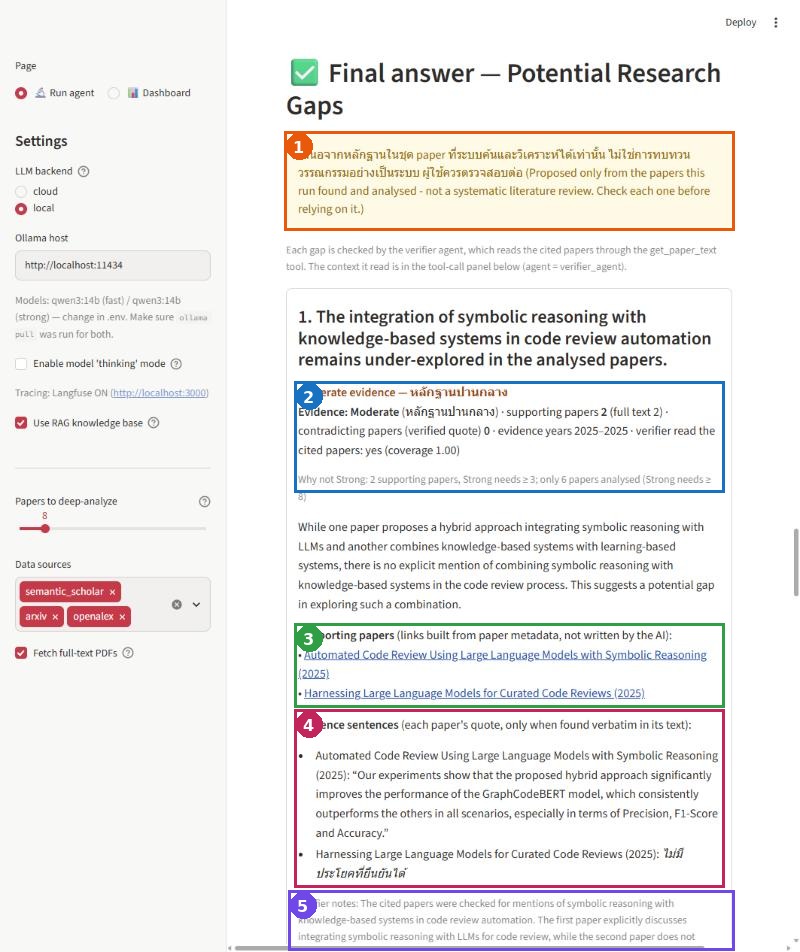 Deploy
Page
Run agent
Dashboard
Settings
LLM backend
cloud
local
Ollama host
http://localhost:11434
Models: qwen3:14b (fast) / qwen3:14b
(strong) — change in .env. Make sure ollama
pull was run for both.
Enable model 'thinking' mode
Tracing: Langfuse ON (http://localhost:3000)
Use RAG knowledge base
Papers to deep-analyze
8
Data sources
semantic_scholar ×
arxiv × openalex ×
Fetch full-text PDFs
Final answer — Potential Research
Gaps
1
จากหลักฐานในชุด paper ที่ระบบค้นและวิเคราะห์ได้เท่านั้น ไม่ใช่การทบทวน
วรรณกรรมอย่างเป็นระบบ ผู้ใช้ควรตรวจสอบต่อ (Proposed only from the papers this
run found and analysed - not a systematic literature review. Check each one before
relying on it.)
Each gap is checked by the verifier agent, which reads the cited papers through the get_paper_text
tool. The context it read is in the tool-call panel below (agent = verifier_agent).
1. The integration of symbolic reasoning with
knowledge-based systems in code review automation
remains under-explored in the analysed papers.
2
erate evidence — หลักฐานปานกลาง
Evidence: Moderate (หลักฐานปานกลาง) · supporting papers 2 (full text 2) ·
contradicting papers (verified quote) 0 · evidence years 2025–2025 · verifier read the
cited papers: yes (coverage 1.00)
Why not Strong: 2 supporting papers, Strong needs ≥ 3; only 6 papers analysed (Strong needs ≥
8)
While one paper proposes a hybrid approach integrating symbolic reasoning with
LLMs and another combines knowledge-based systems with learning-based
systems, there is no explicit mention of combining symbolic reasoning with
knowledge-based systems in the code review process. This suggests a potential gap
in exploring such a combination.
3
porting papers (links built from paper metadata, not written by the AI):
• Automated Code Review Using Large Language Models with Symbolic Reasoning
(2025)
• Harnessing Large Language Models for Curated Code Reviews (2025)
4
ence sentences (each paper's quote, only when found verbatim in its text):
• Automated Code Review Using Large Language Models with Symbolic Reasoning
(2025): “Our experiments show that the proposed hybrid approach significantly
improves the performance of the GraphCodeBERT model, which consistently
outperforms the others in all scenarios, especially in terms of Precision, F1-Score
and Accuracy.”
• Harnessing Large Language Models for Curated Code Reviews (2025): ไม่มี
ประโยคที่ยืนยันได้
5
ier notes: The cited papers were checked for mentions of symbolic reasoning with
knowledge-based systems in code review automation. The first paper explicitly discusses
integrating symbolic reasoning with LLMs for code review, while the second paper does not